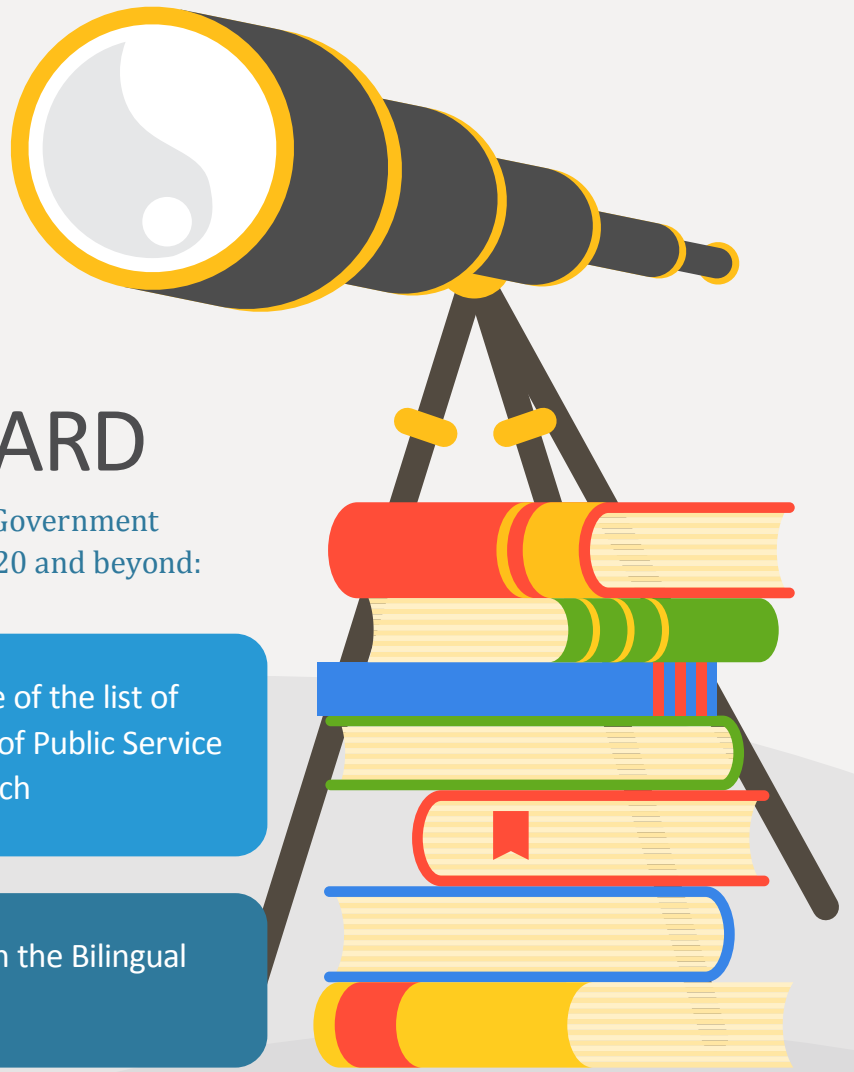 ARD
Government
20 and beyond:
e of the list of
of Public Service
ch
n the Bilingual